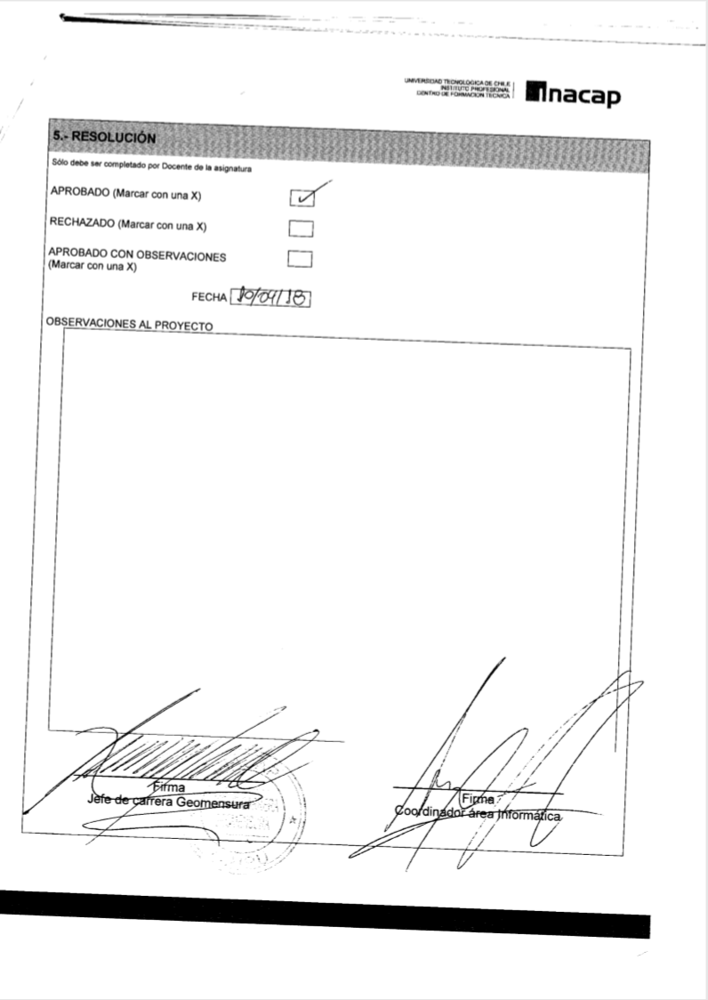 UNIVERSIDAD TECNOLOGICA DE CHILE
INSTITUTO PROFESIONAL
CENTRO DE FORMACION TECNICA
inacap
5.- RESOLUCIÓN
Sólo debe ser completado por Docente de la asignatura
APROBADO (Marcar con una X)
RECHAZADO (Marcar con una X)
APROBADO CON OBSERVACIONES
(Marcar con una X)
FECHA 10/04/18
OBSERVACIONES AL PROYECTO
Firma
Jefe de carrera Geomensura
Firma
Coordinador área Informática